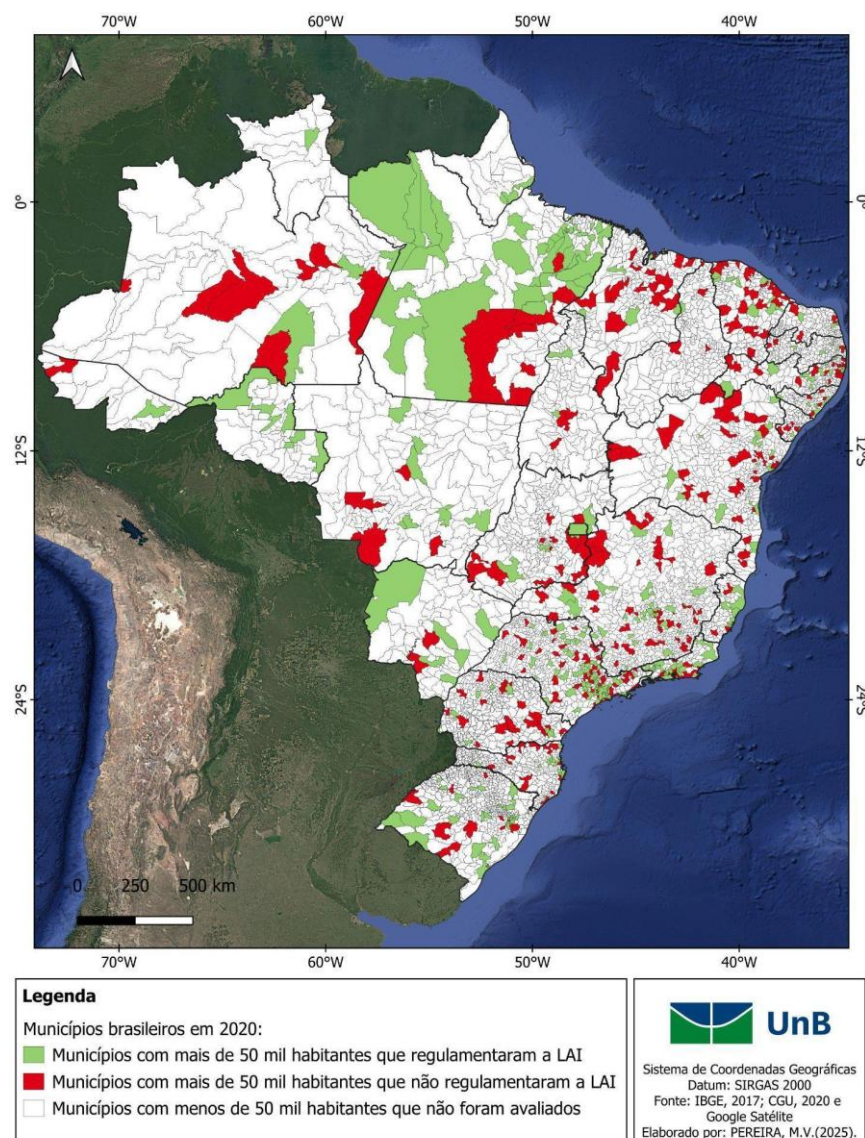 70°W 60°W 50°W 40°W
0° 0°
12°S 12°S
24°S 24°S
0 250 500 km
70°W 60°W 50°W 40°W
Legenda
Municípios brasileiros em 2020:
Municípios com mais de 50 mil habitantes que regulamentaram a LAI
Municípios com mais de 50 mil habitantes que não regulamentaram a LAI
Municípios com menos de 50 mil habitantes que não foram avaliados
UnB
Sistema de Coordenadas Geográficas
Datum: SIRGAS 2000
Fonte: IBGE, 2017; CGU, 2020 e
Google Satélite
Elaborado por: PEREIRA, M.V.(2025).